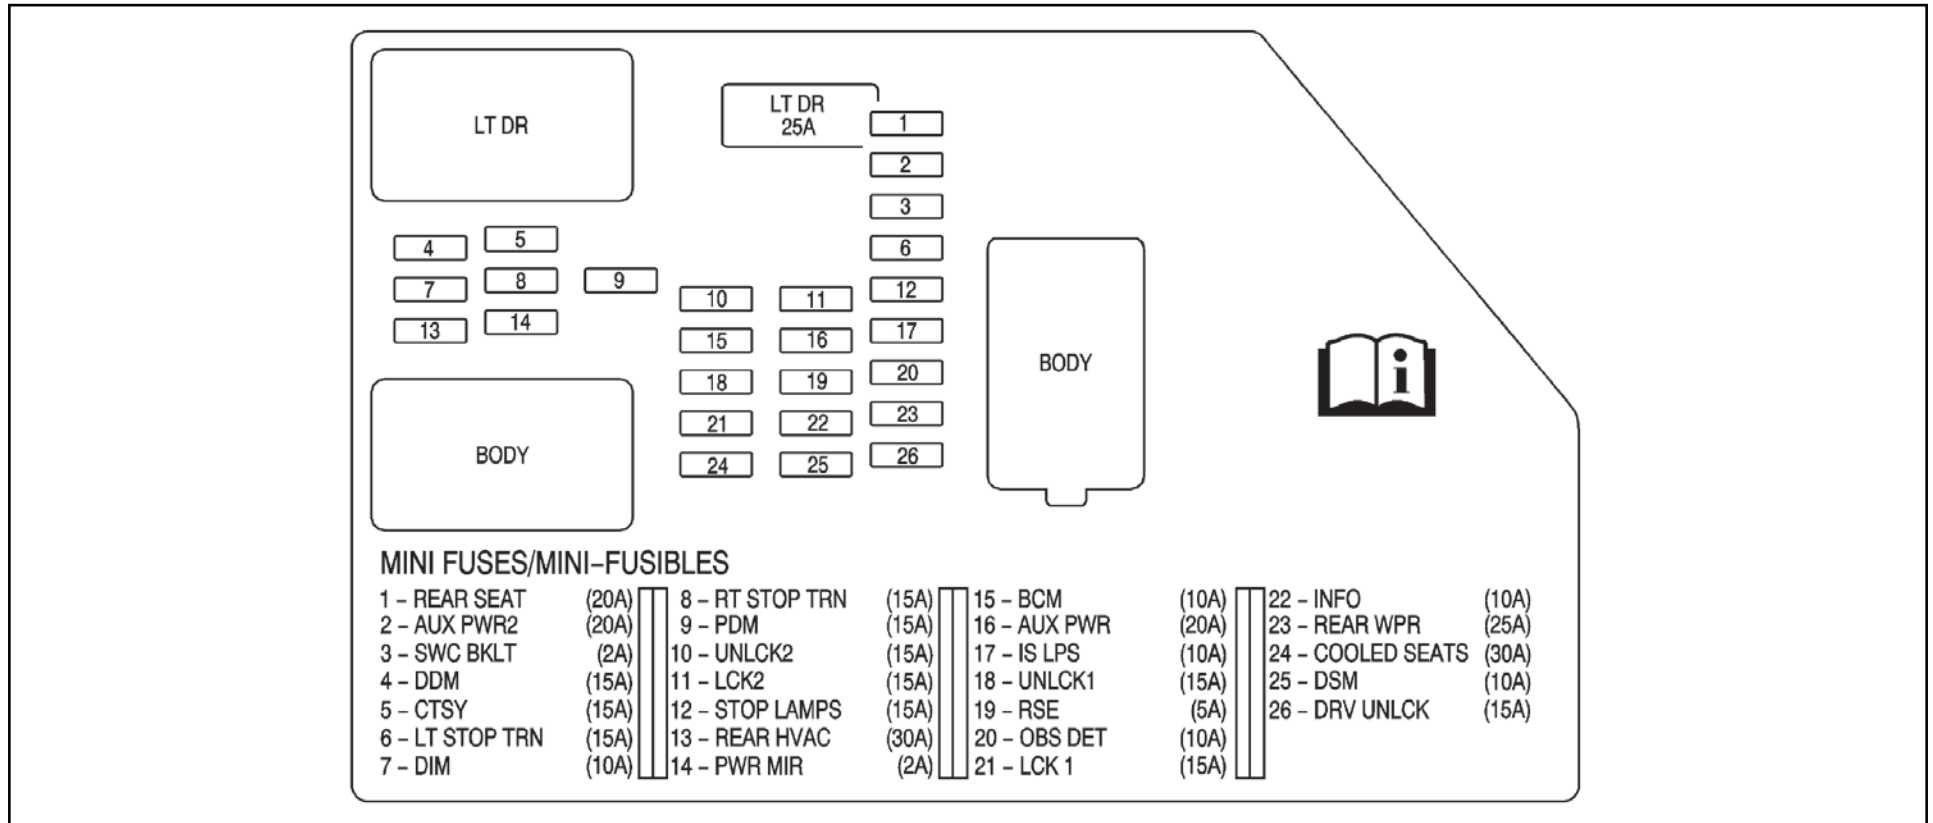 LT DR
LT DR
25A
1
2
3
4
5
6
7
8
9
10
11
12
13
14
15
16
17
18
19
20
21
22
23
24
25
26
BODY
BODY
MINI FUSES/MINI–FUSIBLES
1 – REAR SEAT (20A)
2 – AUX PWR2 (20A)
3 – SWC BKLT (2A)
4 – DDM (15A)
5 – CTSY (15A)
6 – LT STOP TRN (15A)
7 – DIM (10A)
8 – RT STOP TRN (15A)
9 – PDM (15A)
10 – UNLCK2 (15A)
11 – LCK2 (15A)
12 – STOP LAMPS (15A)
13 – REAR HVAC (30A)
14 – PWR MIR (2A)
15 – BCM (10A)
16 – AUX PWR (20A)
17 – IS LPS (10A)
18 – UNLCK1 (15A)
19 – RSE (5A)
20 – OBS DET (10A)
21 – LCK 1 (15A)
22 – INFO (10A)
23 – REAR WPR (25A)
24 – COOLED SEATS (30A)
25 – DSM (10A)
26 – DRV UNLCK (15A)